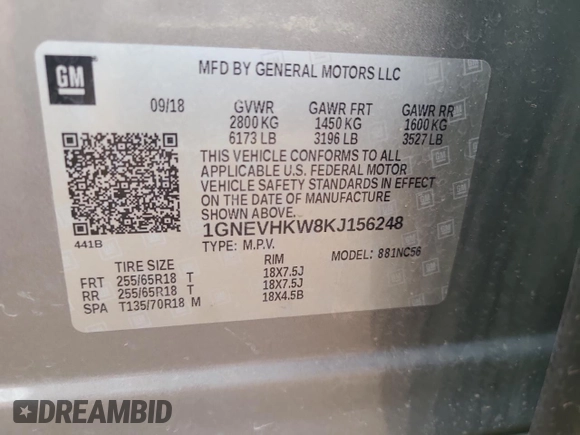 GM
MFD BY GENERAL MOTORS LLC
09/18 GVWR GAWR FRT GAWR RR
2800 KG 1450 KG 1600 KG
6173 LB 3196 LB 3527 LB
THIS VEHICLE CONFORMS TO ALL
APPLICABLE U.S. FEDERAL MOTOR
VEHICLE SAFETY STANDARDS IN EFFECT
ON THE DATE OF MANUFACTURE
SHOWN ABOVE.
441B
1GNEVHKW8KJ156248
TYPE: M.P.V. MODEL: 881NC56
TIRE SIZE RIM
FRT 255/65R18 T 18X7.5J
RR 255/65R18 T 18X7.5J
SPA T135/70R18 M 18X4.5B
DREAMBID